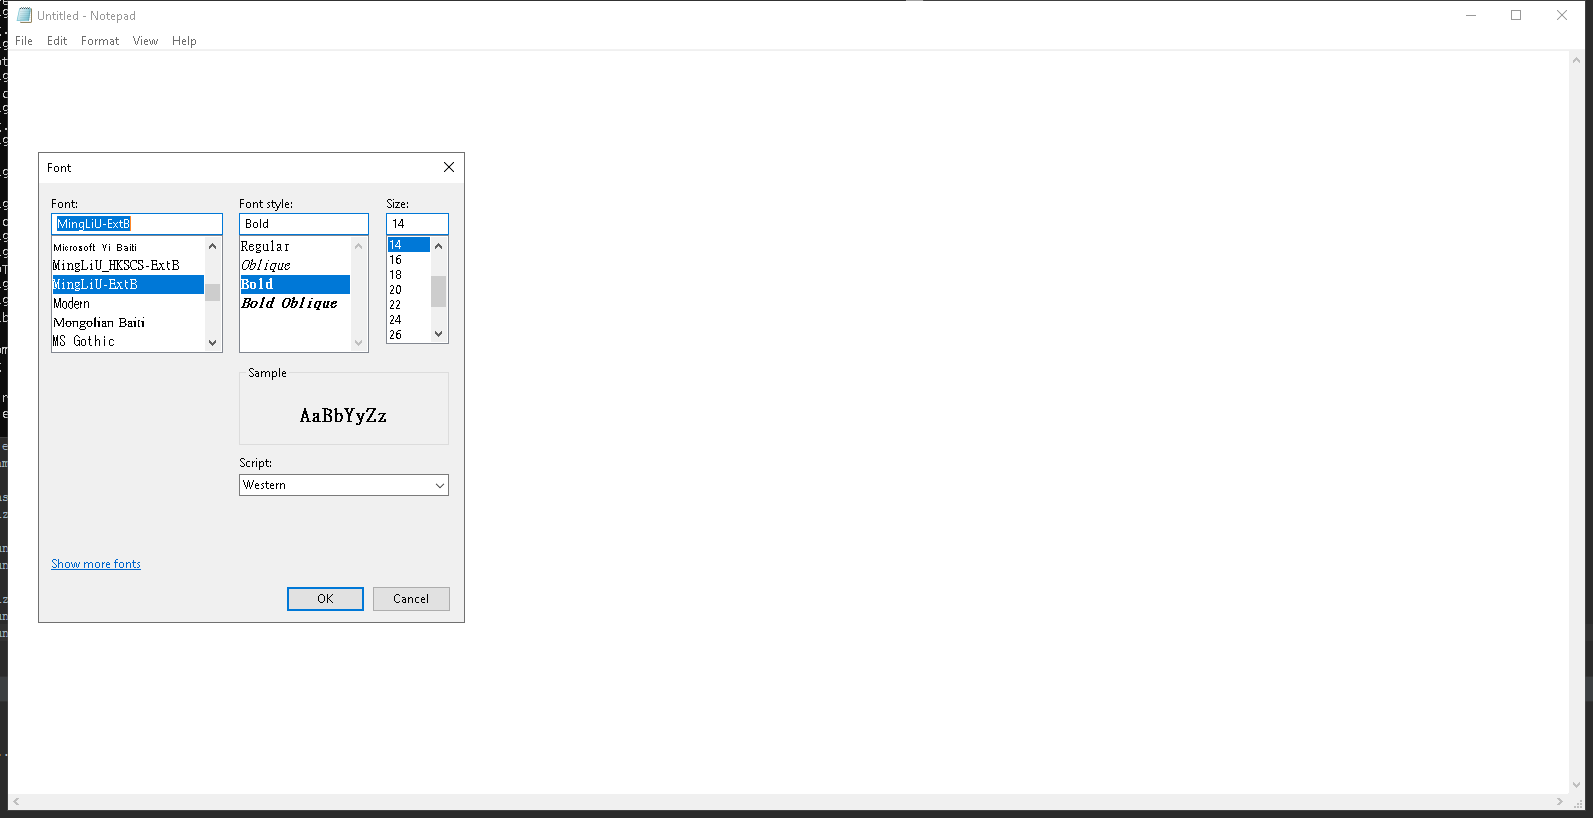 Untitled - Notepad
File Edit Format View Help
Font
Font: Font style: Size:
MingLiU-ExtB Bold 14
Microsoft Yi Baiti
MingLiU_HKSCS-ExtB
MingLiU-ExtB
Modern
Mongolian Baiti
MS Gothic
Regular
Oblique
Bold
Bold Oblique
14
16
18
20
22
24
26
Sample
AaBbYyZz
Script:
Western
Show more fonts
OK Cancel